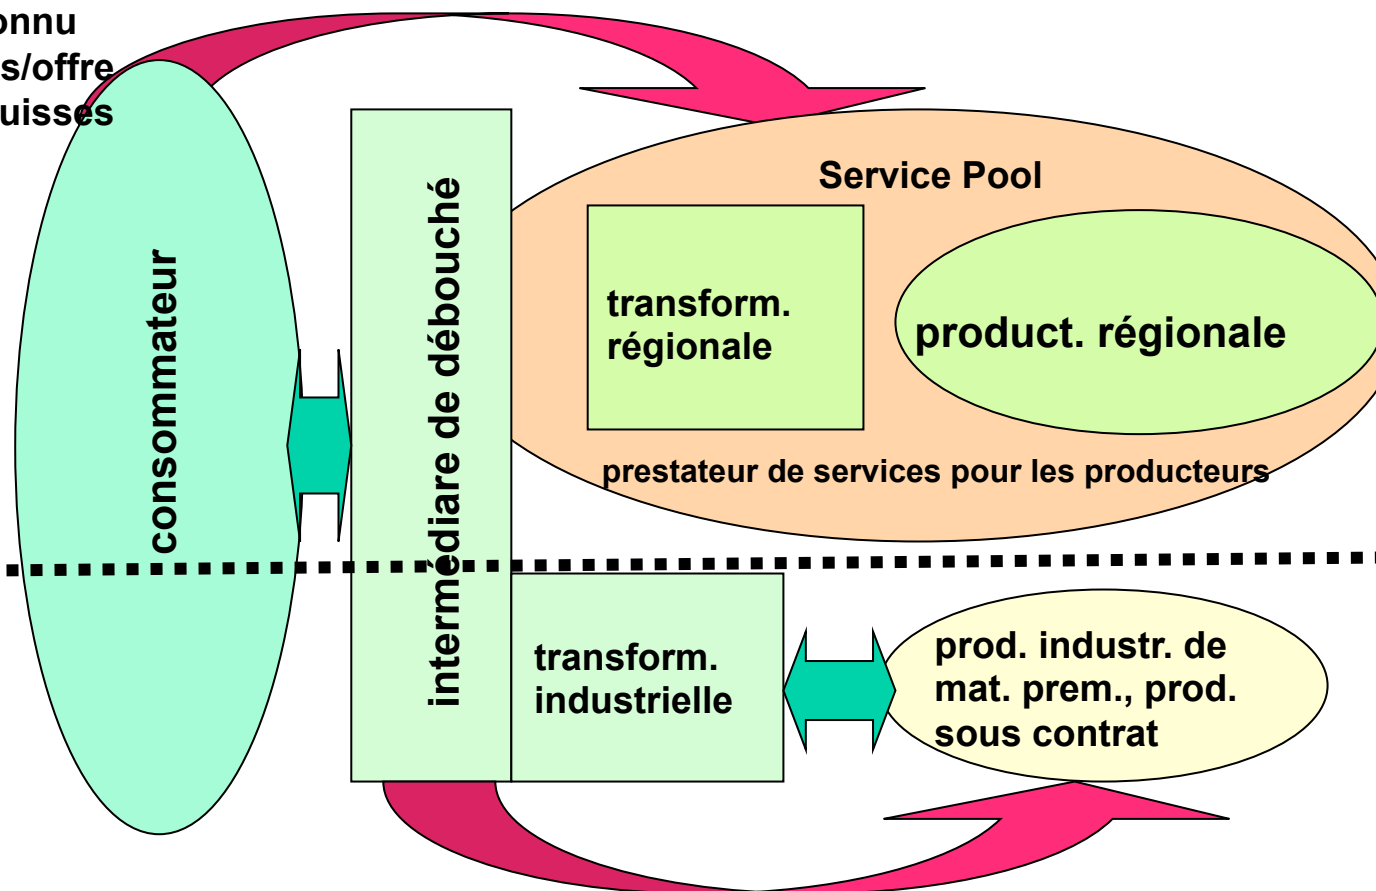 onnu
s/offre
uisses
Service Pool
consommateur
intermédiare de débouché
transform.
régionale
product. régionale
prestateur de services pour les producteurs
transform.
industrielle
prod. industr. de
mat. prem., prod.
sous contrat